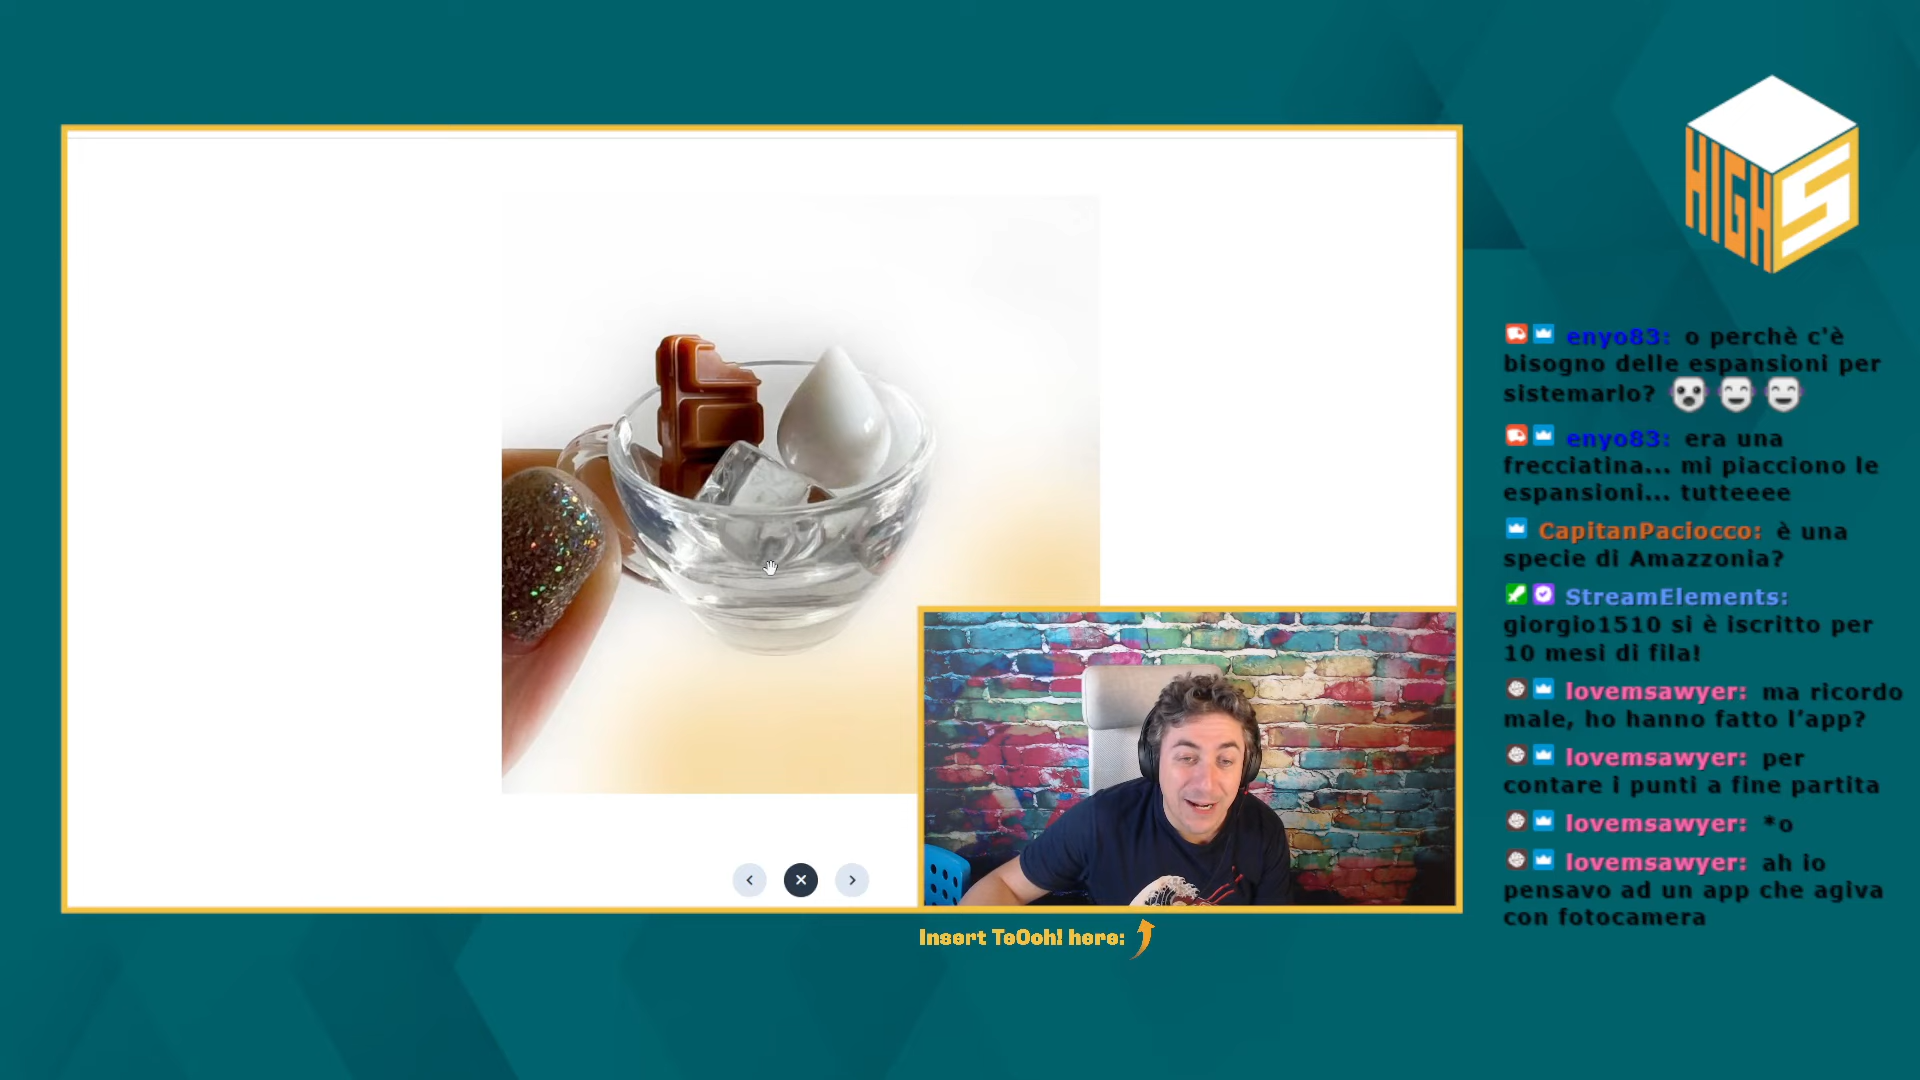 HIGH
5
enyo83: o perchè c'è
bisogno delle espansioni per
sistemarlo?
enyo83: era una
frecciatina... mi piacciono le
espansioni... tutteeee
CapitanPaciocco: è una
specie di Amazzonia?
StreamElements:
giorgio1510 si è iscritto per
10 mesi di fila!
lovemsawyer: ma ricordo
male, ho hanno fatto l’app?
lovemsawyer: per
contare i punti a fine partita
lovemsawyer: *o
lovemsawyer: ah io
pensavo ad un app che agiva
con fotocamera
Insert TeOoh! here: